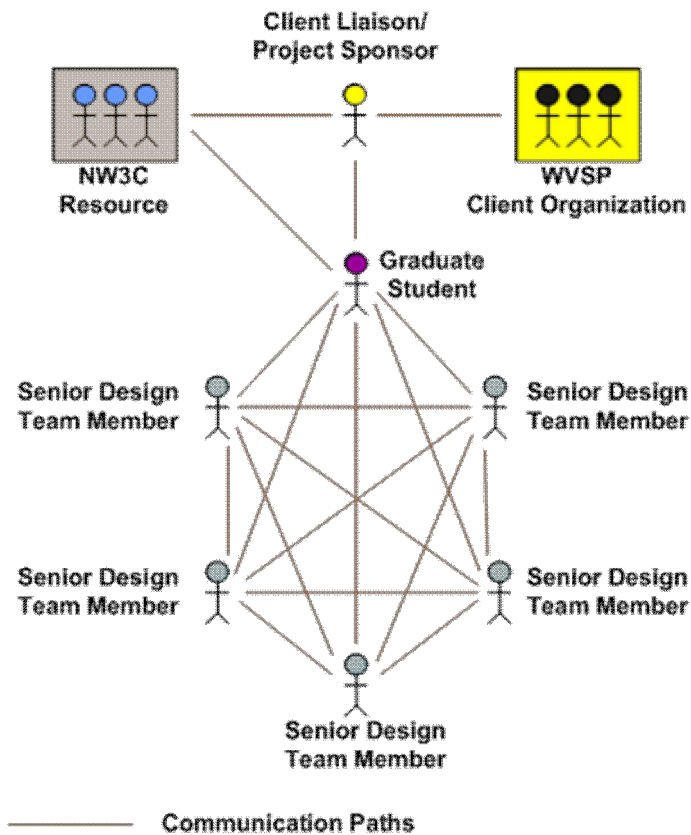 Client Liaison/
Project Sponsor
NW3C
Resource
WVSP
Client Organization
Graduate
Student
Senior Design
Team Member
Senior Design
Team Member
Senior Design
Team Member
Senior Design
Team Member
Senior Design
Team Member
Communication Paths